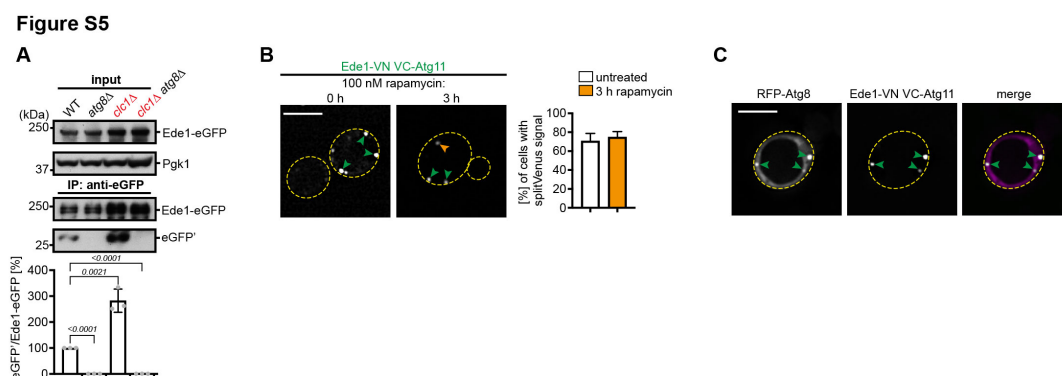 Figure S5
A
input
WT atg8Δ clc1Δ clc1Δ atg8Δ
(kDa)
250 Ede1-eGFP
37 Pgk1
IP: anti-eGFP
250 Ede1-eGFP
25 eGFP'
eGFP'/Ede1-eGFP [%]
400
300
200
100
0
<0.0001
0.0021
<0.0001
B
Ede1-VN VC-Atg11
100 nM rapamycin:
0 h 3 h
untreated
3 h rapamycin
[%] of cells with
splitVenus signal
100
80
60
40
20
0
C
RFP-Atg8 Ede1-VN VC-Atg11 merge